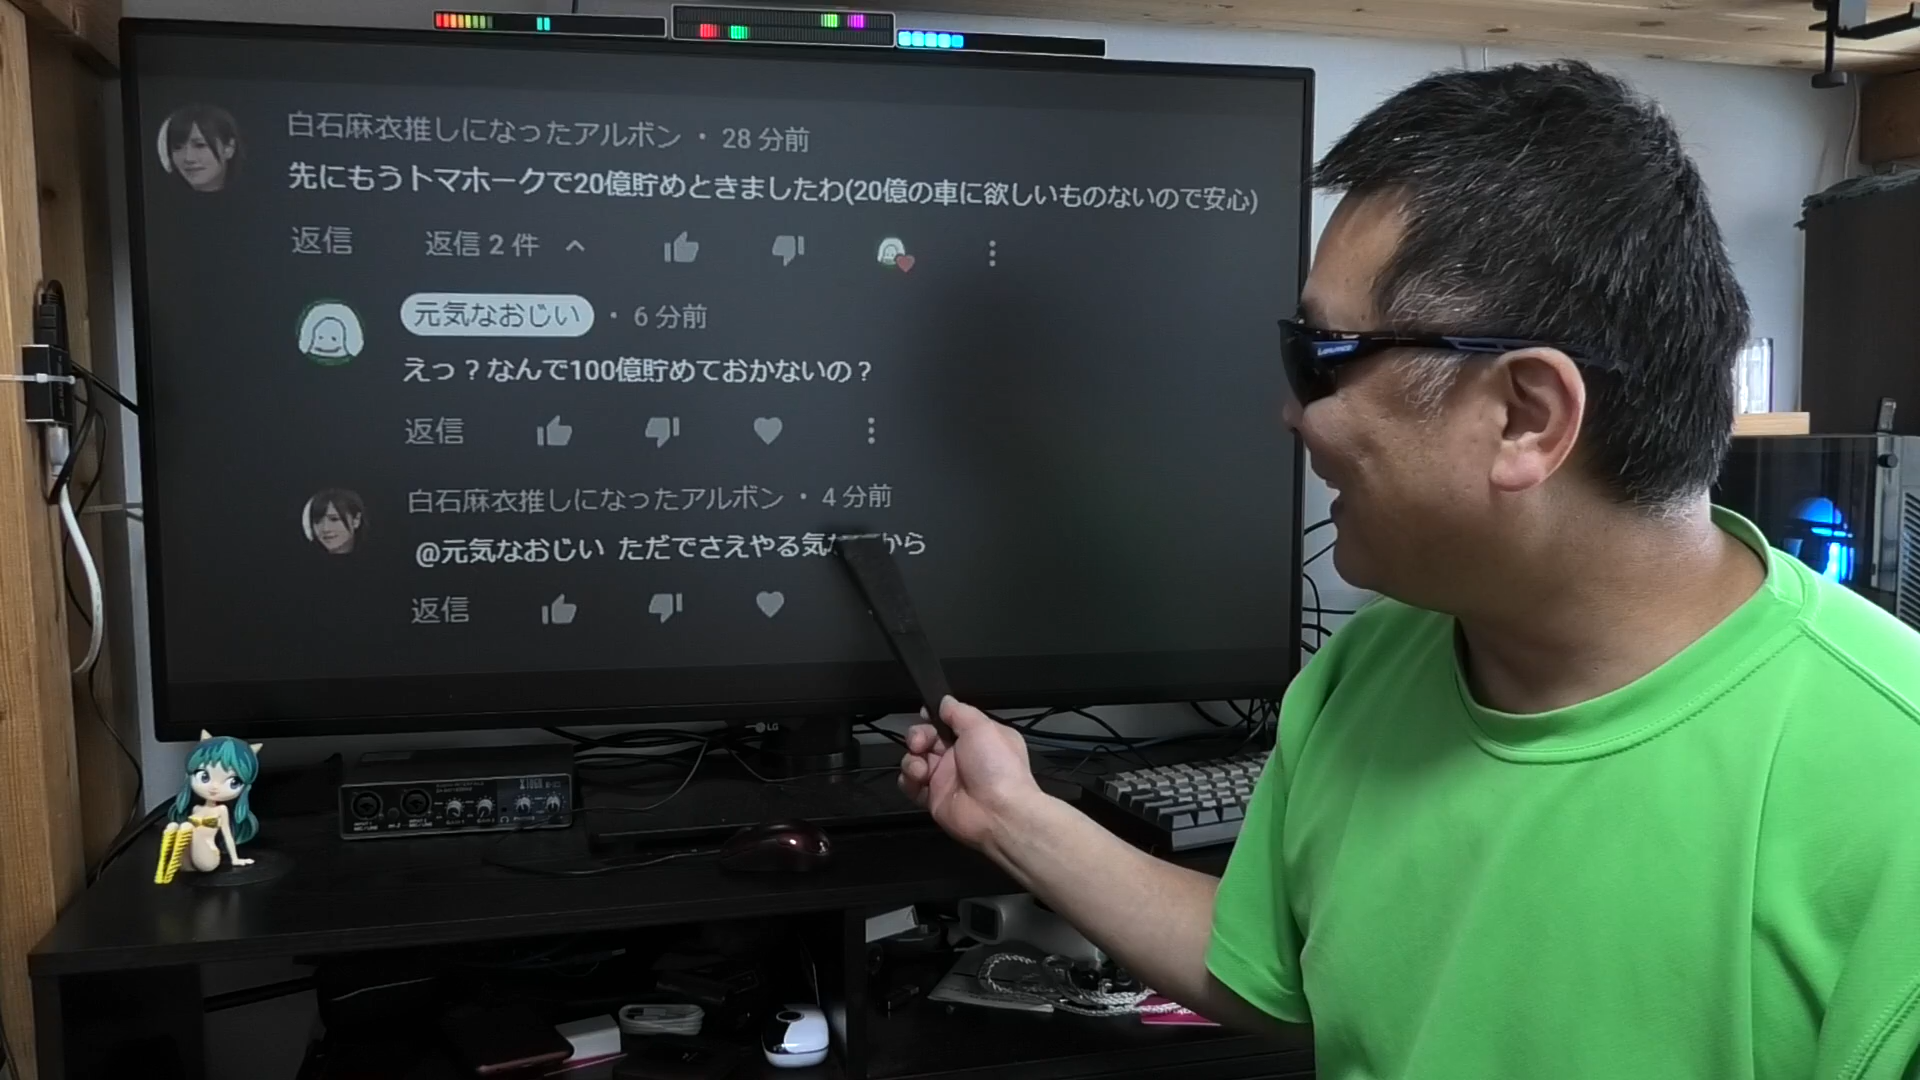 白石麻衣推しになったアルボン・28 分前
先にもうトマホークで20億貯めときましたわ(20億の車に欲しいものないので安心)
返信 返信 2 件
元気なおじい・6 分前
えっ？なんで100億貯めておかないの？
返信
白石麻衣推しになったアルボン・4 分前
@元気なおじい ただでさえやる気な から
返信
LG